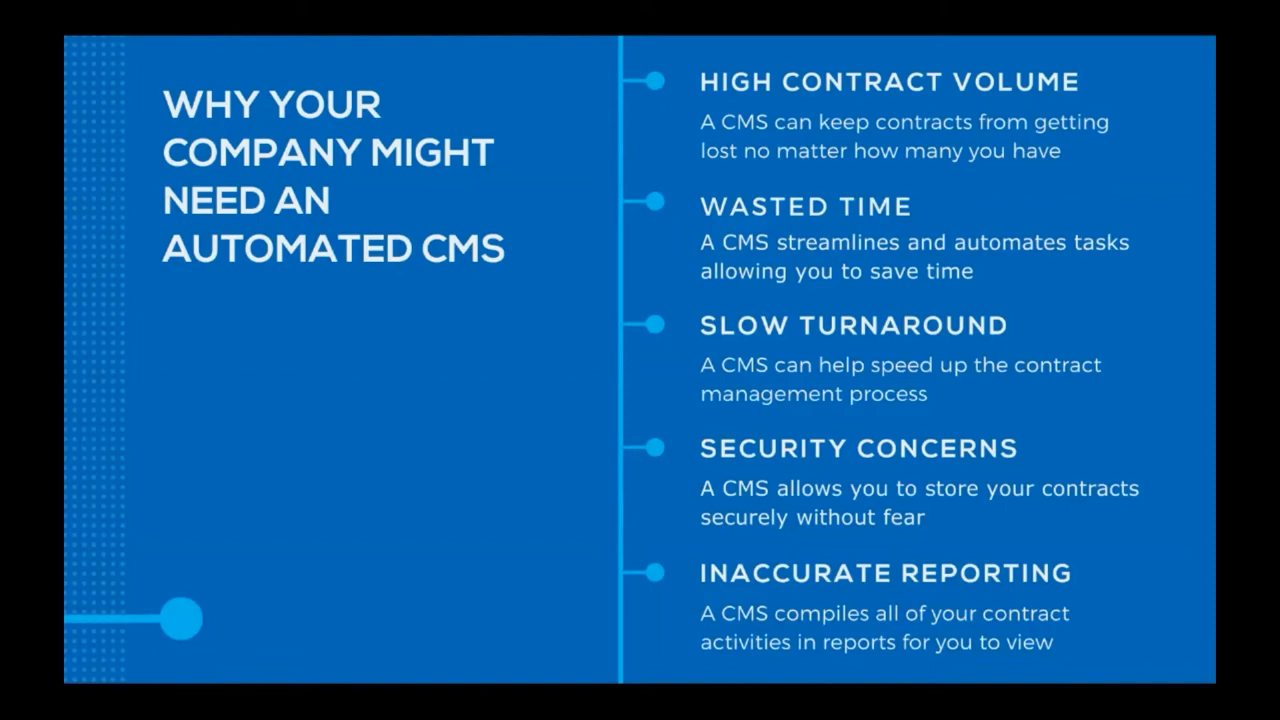 WHY YOUR
COMPANY MIGHT
NEED AN
AUTOMATED CMS
HIGH CONTRACT VOLUME
A CMS can keep contracts from getting
lost no matter how many you have
WASTED TIME
A CMS streamlines and automates tasks
allowing you to save time
SLOW TURNAROUND
A CMS can help speed up the contract
management process
SECURITY CONCERNS
A CMS allows you to store your contracts
securely without fear
INACCURATE REPORTING
A CMS compiles all of your contract
activities in reports for you to view